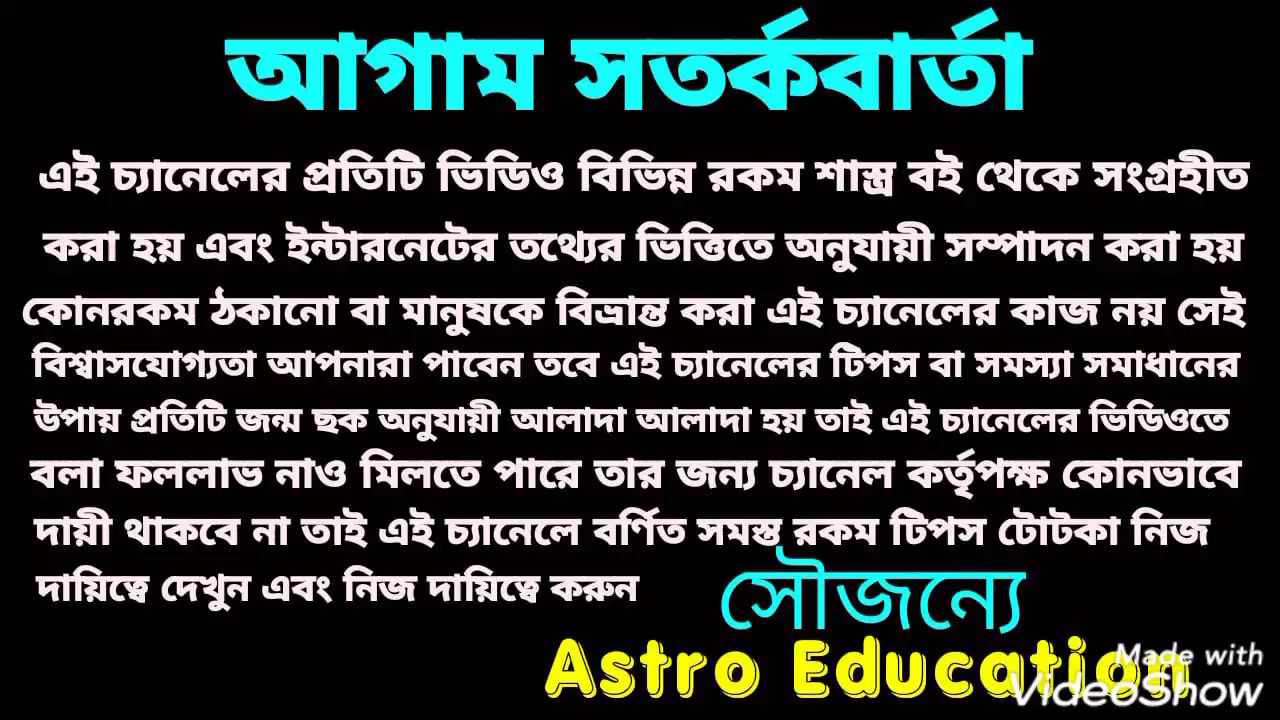 আগাম সতর্কবার্তা
এই চ্যানেলের প্রতিটি ভিডিও বিভিন্ন রকম শাস্ত্র বই থেকে সংগ্রহীত
করা হয় এবং ইন্টারনেটের তথ্যের ভিত্তিতে অনুযায়ী সম্পাদন করা হয়
কোনরকম ঠকানো বা মানুষকে বিভ্রান্ত করা এই চ্যানেলের কাজ নয় সেই
বিশ্বাসযোগ্যতা আপনারা পাবেন তবে এই চ্যানেলের টিপস বা সমস্যা সমাধানের
উপায় প্রতিটি জন্ম ছক অনুযায়ী আলাদা আলাদা হয় তাই এই চ্যানেলের ভিডিওতে
বলা ফললাভ নাও মিলতে পারে তার জন্য চ্যানেল কর্তৃপক্ষ কোনভাবে
দায়ী থাকবে না তাই এই চ্যানেলে বর্ণিত সমস্ত রকম টিপস টোটকা নিজ
দায়িত্বে দেখুন এবং নিজ দায়িত্বে করুন
সৌজন্যে
Astro Education
Made with
VideoShow